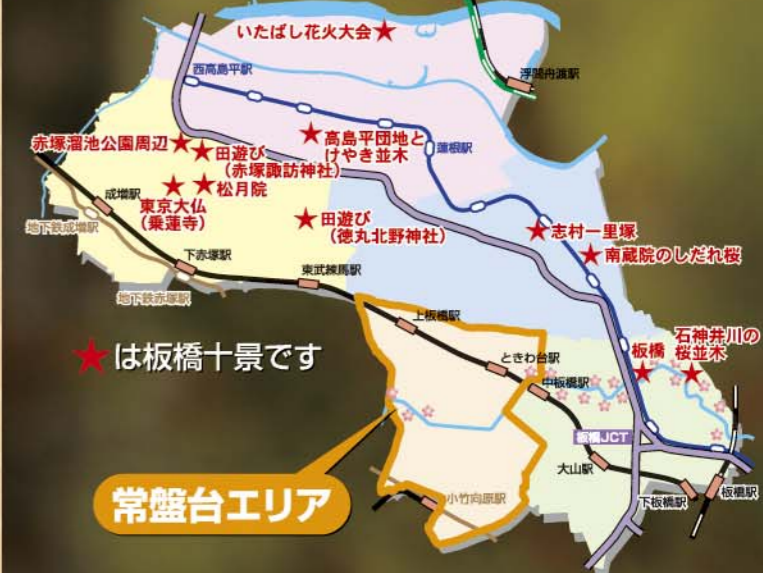 いたばし花火大会
西高島平駅
浮間舟渡駅
赤塚溜池公園周辺
田遊び
(赤塚諏訪神社)
高島平団地と
けやき並木
蓮根駅
松月院
東京大仏
(乗蓮寺)
成増駅
地下鉄成増駅
田遊び
(徳丸北野神社)
志村一里塚
南蔵院のしだれ桜
下赤塚駅
地下鉄赤塚駅
東武練馬駅
上板橋駅
は板橋十景です
ときわ台駅
中板橋駅
板橋
石神井川の
桜並木
板橋JCT
大山駅
下板橋駅
板橋駅
常盤台エリア
小竹向原駅